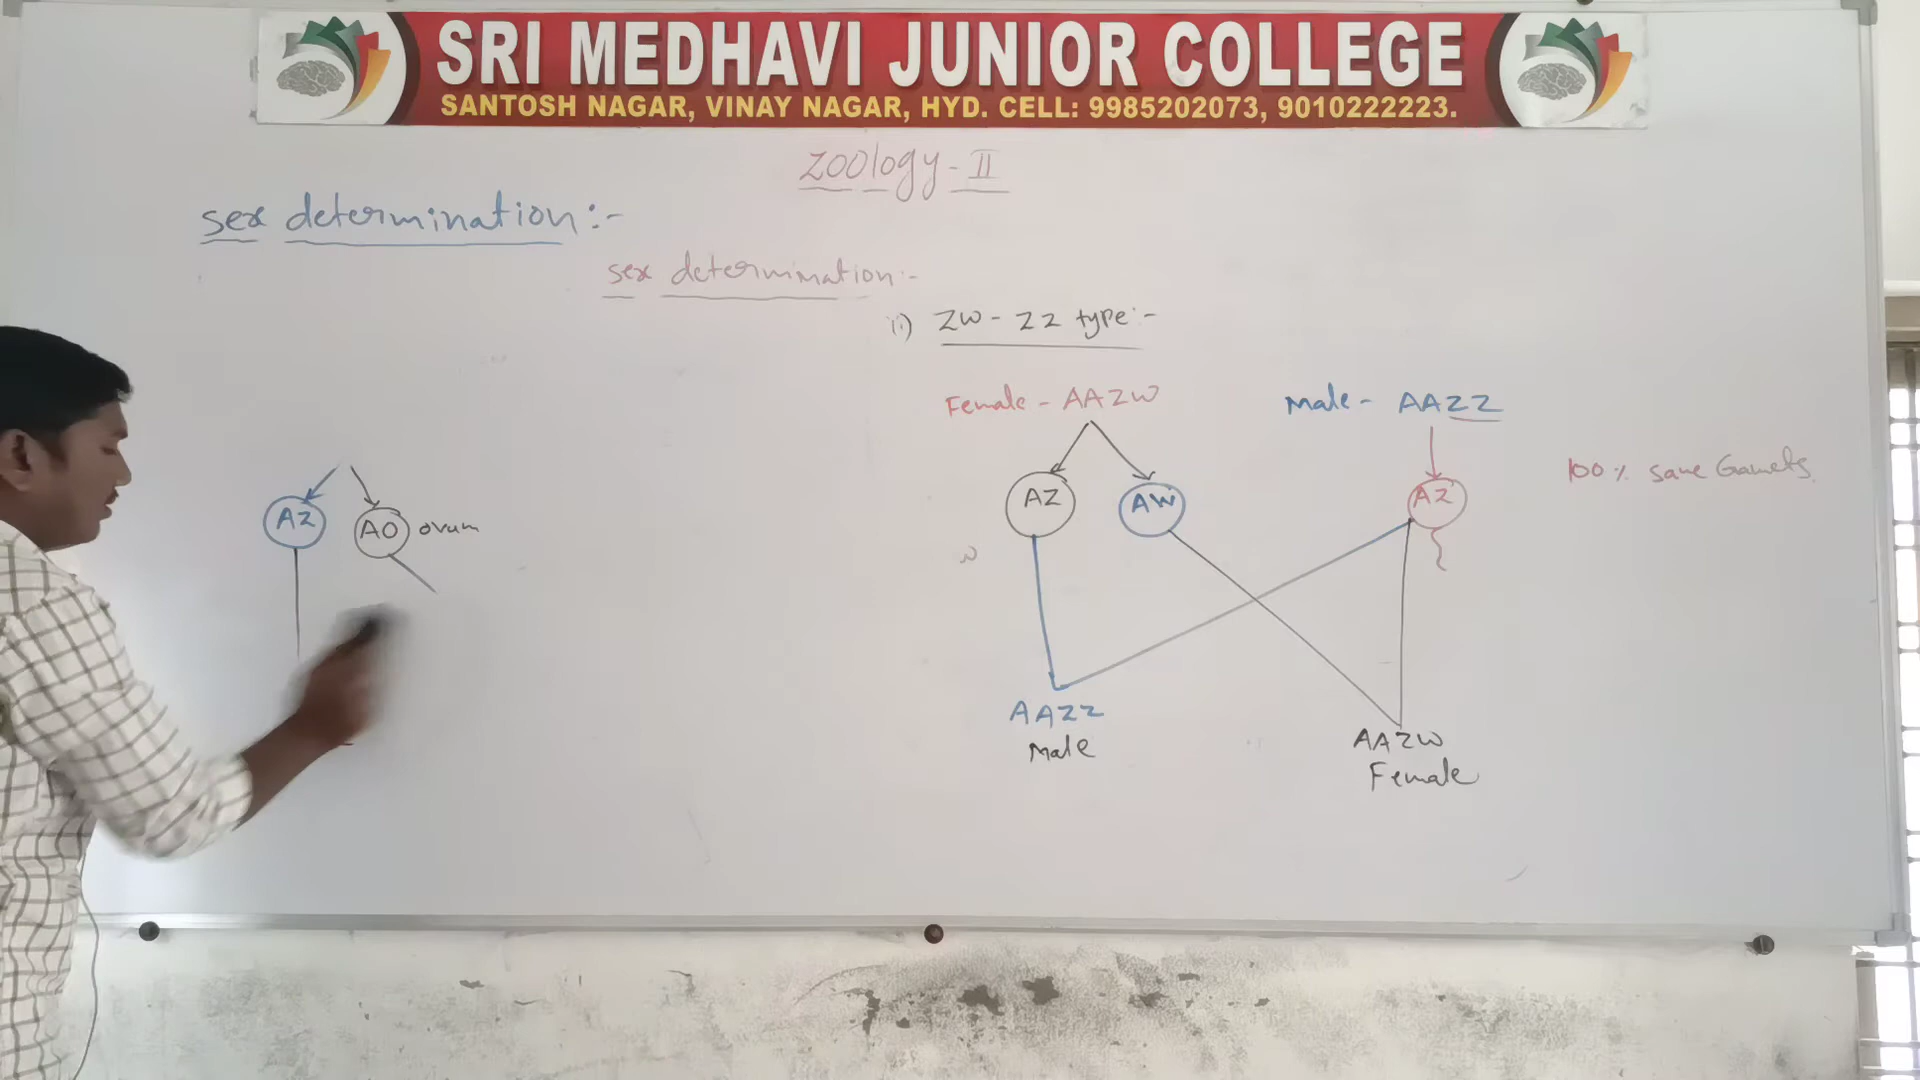 SRI MEDHAVI JUNIOR COLLEGE
SANTOSH NAGAR, VINAY NAGAR, HYD. CELL: 9985202073, 9010222223.
Zoology - II
sex determination :-
sex determination :-
ii) ZW - ZZ type :-
Female - AAZW
Male - AAZZ
100% same Gamets
AZ
AO ovum
AZ
AW
AZ
AAZZ
Male
AAZW
Female